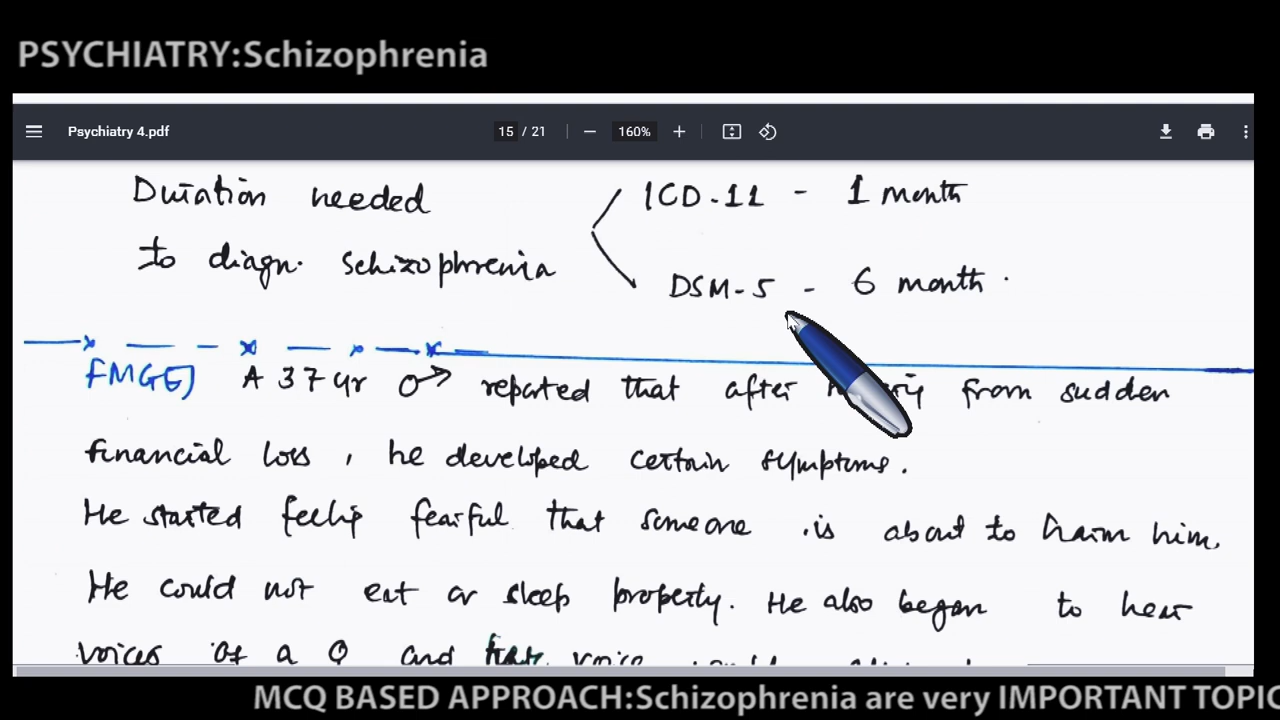 PSYCHIATRY:Schizophrenia
Psychiatry 4.pdf
15 / 21
160%
Duration needed
ICD-11 - 1 month
to diagn. schizophrenia
DSM-5 - 6 month.
FMGE] A 37 yr ♂ reported that after from sudden
financial loss, he developed certain symptoms.
He started feeling fearful that someone is about to harm him.
He could not eat or sleep properly. He also began to hear
voices of a ♀ and voice
MCQ BASED APPROACH:Schizophrenia are very IMPORTANT TOPIC